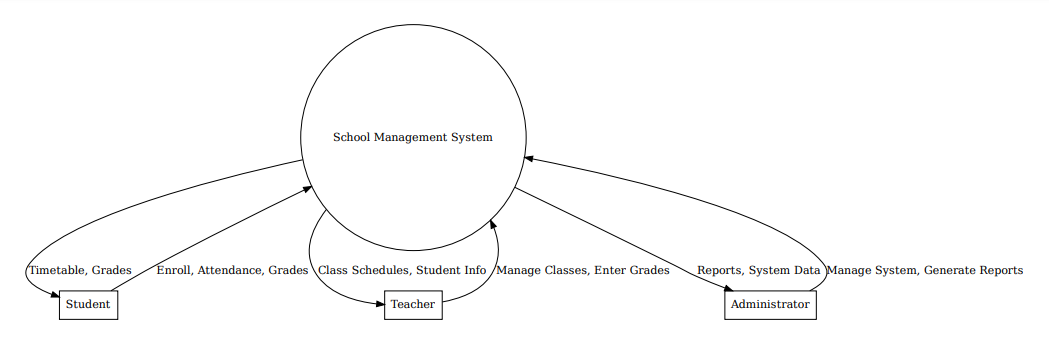 School Management System
Timetable, Grades
Enroll, Attendance, Grades
Class Schedules, Student Info
Manage Classes, Enter Grades
Reports, System Data
Manage System, Generate Reports
Student
Teacher
Administrator